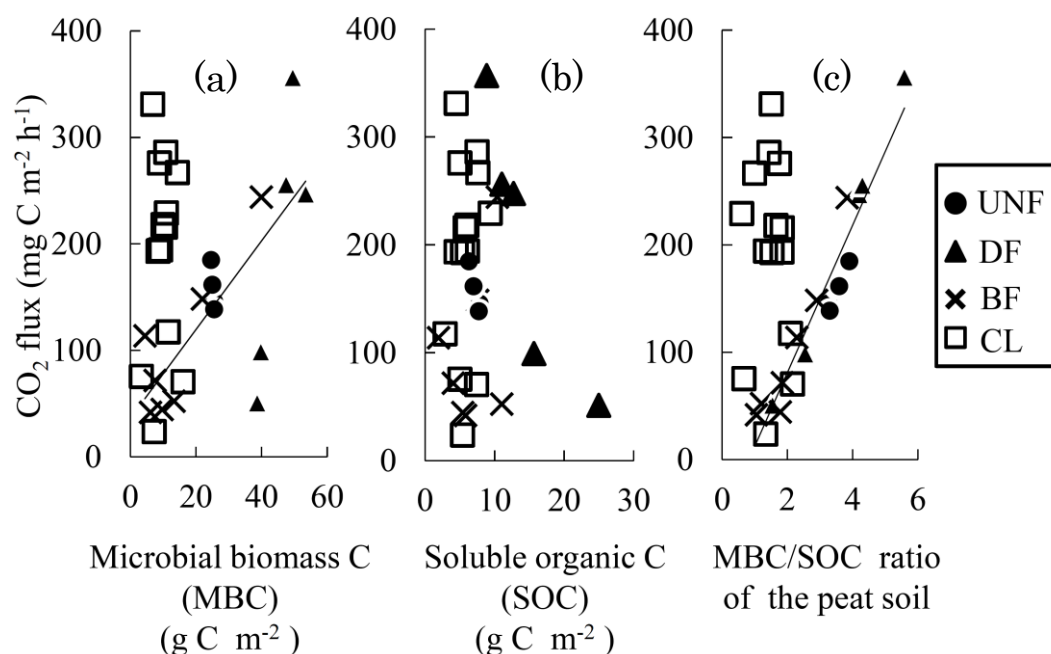 CO2 flux (mg C m-2 h-1)
400
300
200
100
0
(a)
0 20 40 60
Microbial biomass C
(MBC)
(g C m-2 )
400
300
200
100
0
(b)
0 10 20 30
Soluble organic C
(SOC)
(g C m-2)
400
300
200
100
0
(c)
0 2 4 6
MBC/SOC ratio
of the peat soil
UNF
DF
BF
CL